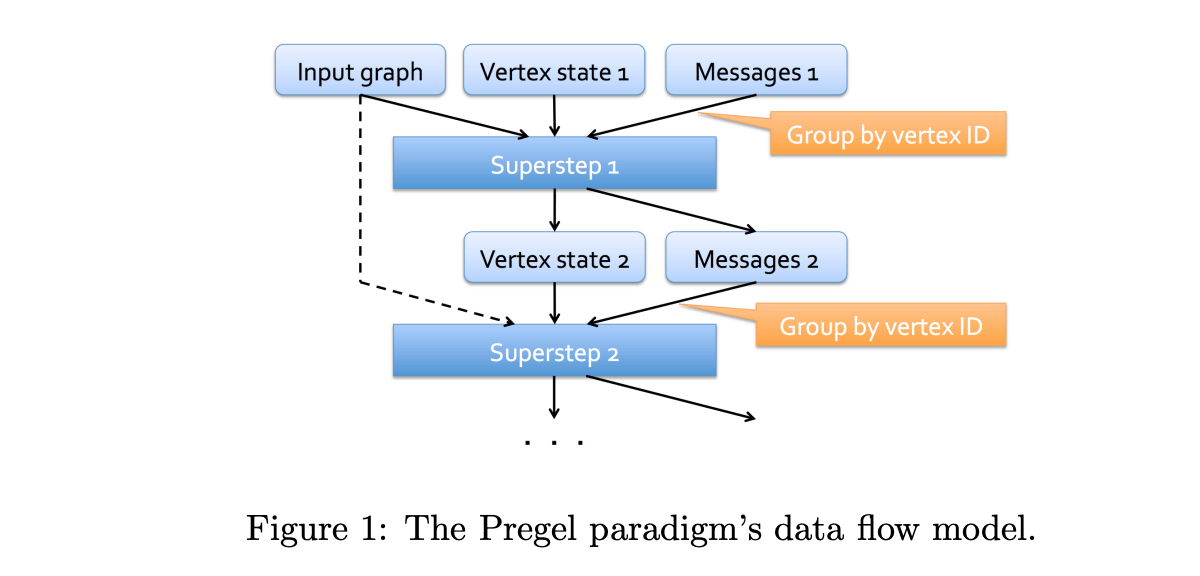 Input graph
Vertex state 1
Messages 1
Group by vertex ID
Superstep 1
Vertex state 2
Messages 2
Group by vertex ID
Superstep 2
. . .
Figure 1: The Pregel paradigm’s data flow model.